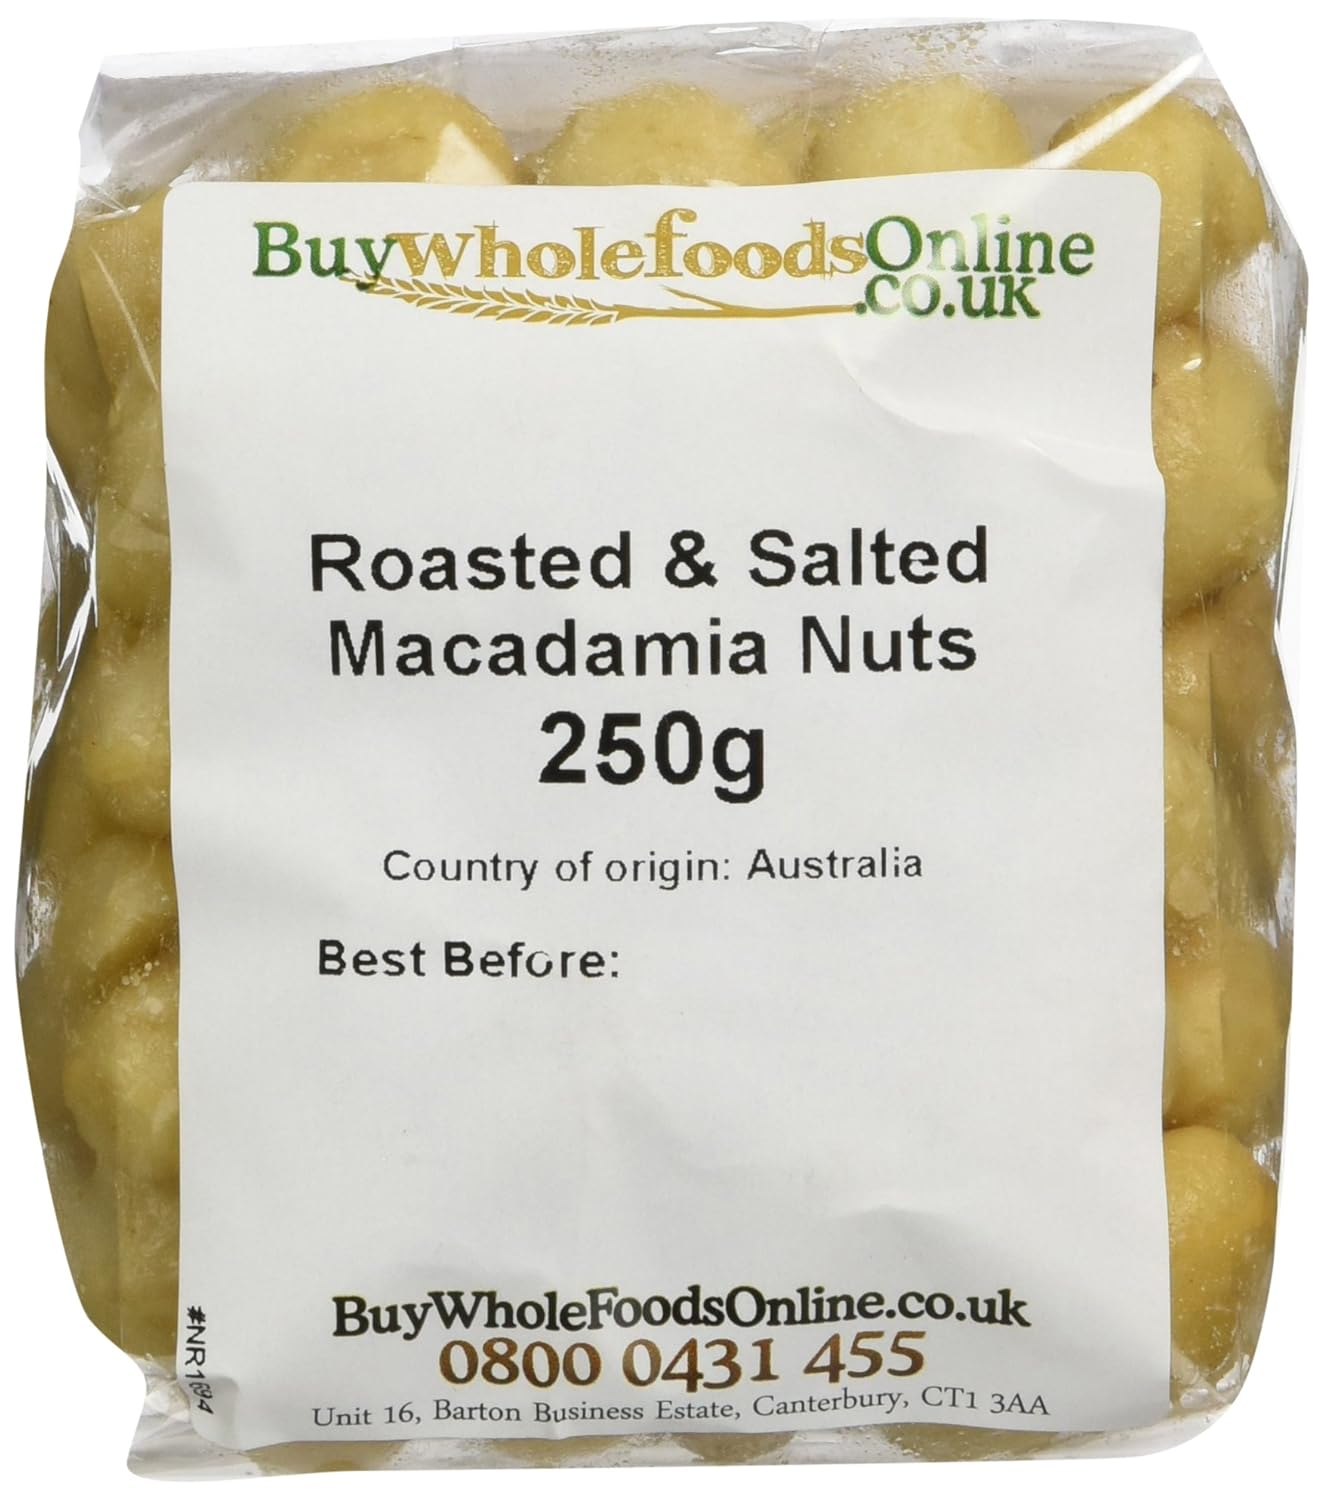 BuywholefoodsOnline
.co.uk
Roasted & Salted
Macadamia Nuts
250g
Country of origin: Australia
Best Before:
BuyWholeFoodsOnline.co.uk
0800 0431 455
Unit 16, Barton Business Estate, Canterbury, CT1 3AA